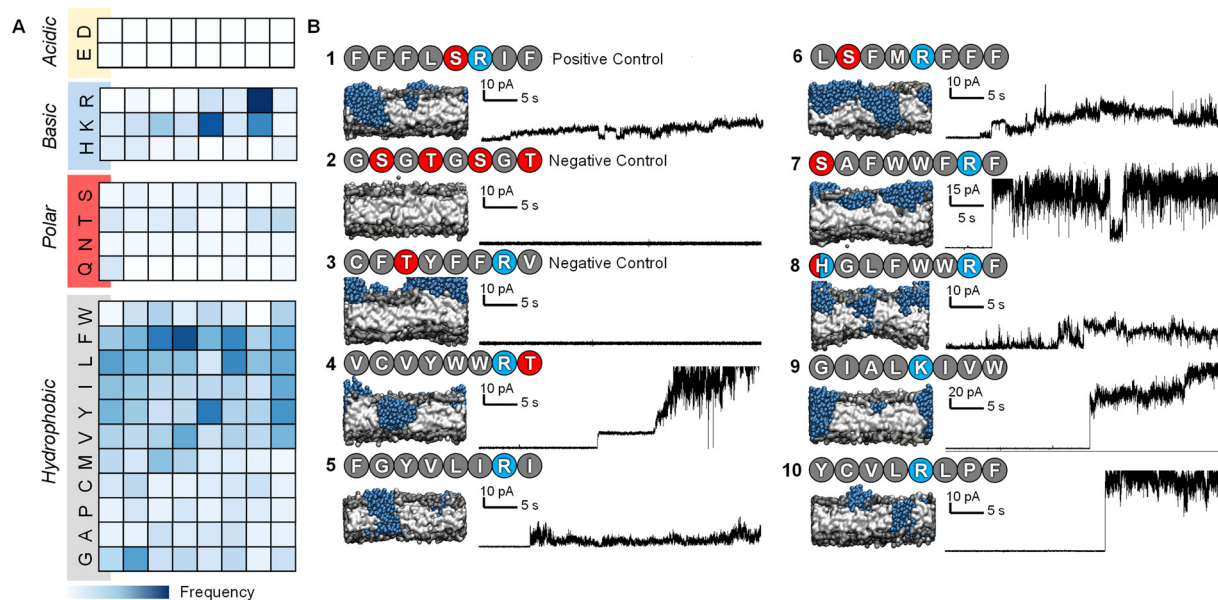 A
Acidic
E D
Basic
H K R
Polar
Q N T S
Hydrophobic
G A P C M V Y I L F W
Frequency
B
1 F F F L S R I F Positive Control
10 pA
5 s
2 G S G T G S G T Negative Control
10 pA
5 s
3 C F T Y F F R V Negative Control
10 pA
5 s
4 V C V Y W W R T
10 pA
5 s
5 F G Y V L I R I
10 pA
5 s
6 L S F M R F F F
10 pA
5 s
7 S A F W W F R F
15 pA
5 s
8 H G L F W W R F
10 pA
5 s
9 G I A L K I V W
20 pA
5 s
10 Y C V L R L P F
10 pA
5 s